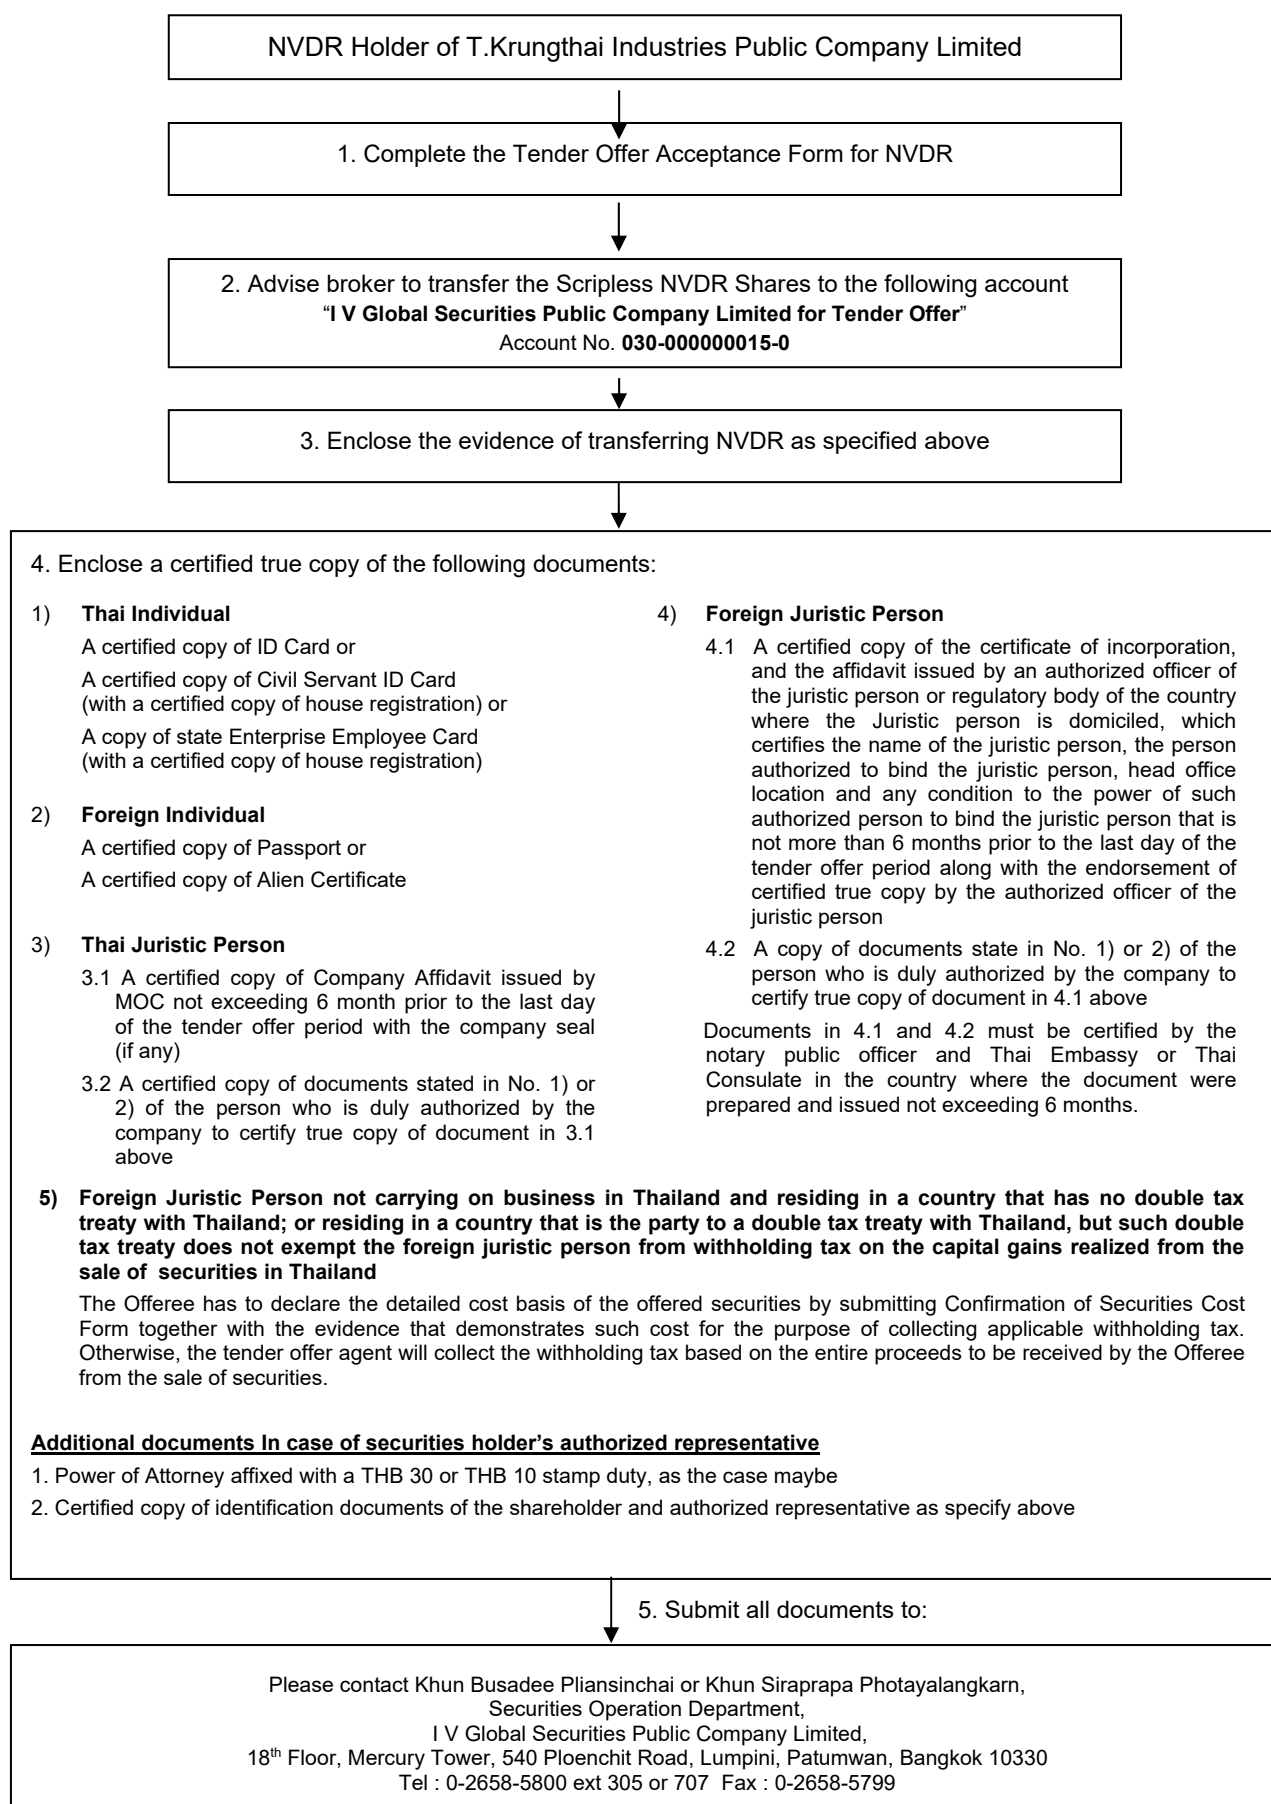 NVDR Holder of T.Krungthai Industries Public Company Limited
1. Complete the Tender Offer Acceptance Form for NVDR
2. Advise broker to transfer the Scripless NVDR Shares to the following account
“I V Global Securities Public Company Limited for Tender Offer”
Account No. 030-000000015-0
3. Enclose the evidence of transferring NVDR as specified above
4. Enclose a certified true copy of the following documents:
1) Thai Individual
A certified copy of ID Card or
A certified copy of Civil Servant ID Card
(with a certified copy of house registration) or
A copy of state Enterprise Employee Card
(with a certified copy of house registration)
2) Foreign Individual
A certified copy of Passport or
A certified copy of Alien Certificate
3) Thai Juristic Person
3.1 A certified copy of Company Affidavit issued by
MOC not exceeding 6 month prior to the last day
of the tender offer period with the company seal
(if any)
3.2 A certified copy of documents stated in No. 1) or
2) of the person who is duly authorized by the
company to certify true copy of document in 3.1
above
4) Foreign Juristic Person
4.1 A certified copy of the certificate of incorporation,
and the affidavit issued by an authorized officer of
the juristic person or regulatory body of the country
where the Juristic person is domiciled, which
certifies the name of the juristic person, the person
authorized to bind the juristic person, head office
location and any condition to the power of such
authorized person to bind the juristic person that is
not more than 6 months prior to the last day of the
tender offer period along with the endorsement of
certified true copy by the authorized officer of the
juristic person
4.2 A copy of documents state in No. 1) or 2) of the
person who is duly authorized by the company to
certify true copy of document in 4.1 above
Documents in 4.1 and 4.2 must be certified by the
notary public officer and Thai Embassy or Thai
Consulate in the country where the document were
prepared and issued not exceeding 6 months.
5) Foreign Juristic Person not carrying on business in Thailand and residing in a country that has no double tax
treaty with Thailand; or residing in a country that is the party to a double tax treaty with Thailand, but such double
tax treaty does not exempt the foreign juristic person from withholding tax on the capital gains realized from the
sale of securities in Thailand
The Offeree has to declare the detailed cost basis of the offered securities by submitting Confirmation of Securities Cost
Form together with the evidence that demonstrates such cost for the purpose of collecting applicable withholding tax.
Otherwise, the tender offer agent will collect the withholding tax based on the entire proceeds to be received by the Offeree
from the sale of securities.
Additional documents In case of securities holder’s authorized representative
1. Power of Attorney affixed with a THB 30 or THB 10 stamp duty, as the case maybe
2. Certified copy of identification documents of the shareholder and authorized representative as specify above
5. Submit all documents to:
Please contact Khun Busadee Pliansinchai or Khun Siraprapa Photayalangkarn,
Securities Operation Department,
I V Global Securities Public Company Limited,
18th Floor, Mercury Tower, 540 Ploenchit Road, Lumpini, Patumwan, Bangkok 10330
Tel : 0-2658-5800 ext 305 or 707 Fax : 0-2658-5799